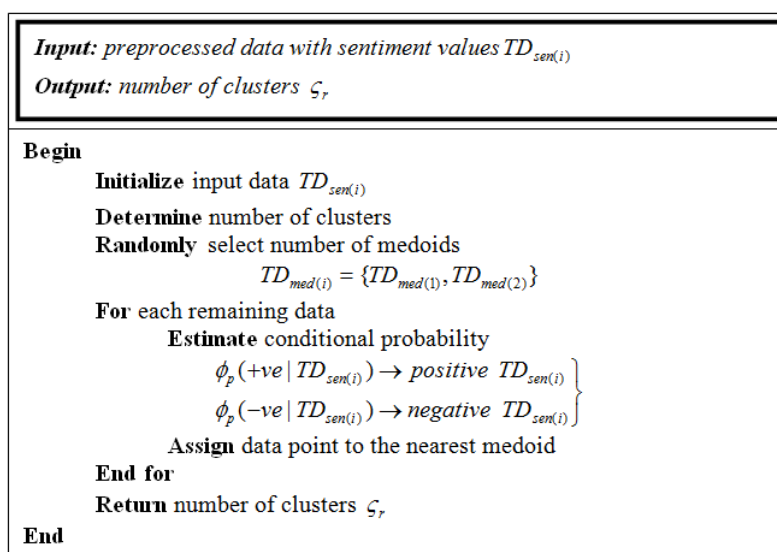 Input: preprocessed data with sentiment values TD_sen(i)
Output: number of clusters ς_r
Begin
Initialize input data TD_sen(i)
Determine number of clusters
Randomly select number of medoids
TD_med(i) = {TD_med(1), TD_med(2)}
For each remaining data
Estimate conditional probability
ϕ_p(+ve | TD_sen(i)) → positive TD_sen(i)
ϕ_p(−ve | TD_sen(i)) → negative TD_sen(i) }
Assign data point to the nearest medoid
End for
Return number of clusters ς_r
End